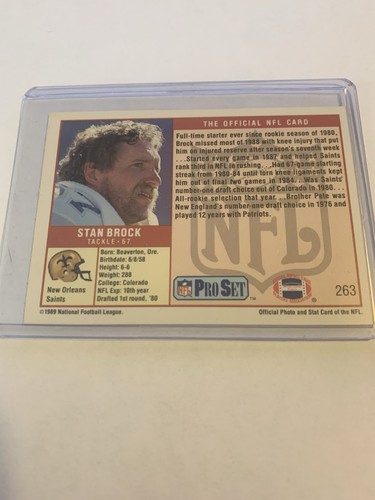 THE OFFICIAL NFL CARD
Full-time starter ever since rookie season of 1980,
Brock missed most of 1988 with knee injury that put
him on injured reserve after season's seventh week
...Started every game in 1987 and helped Saints
rank third in NFL in rushing. ...Had 67-game starting
streak from 1980-84 until torn knee ligaments kept
him out of final two games in 1984. ...Was Saints'
number-one draft choice out of Colorado in 1980...
All-rookie selection that year. ...Brother Pete was
New England's number-one draft choice in 1976 and
played 12 years with Patriots.
STAN BROCK
TACKLE · 67
New Orleans
Saints
Born: Beaverton, Ore.
Birthdate: 6/8/58
Height: 6-6
Weight: 288
College: Colorado
NFL Exp: 10th year
Drafted 1st round, '80
NFL
NFL PRO SET ™
®
263
©1989 National Football League.
Official Photo and Stat Card of the NFL.